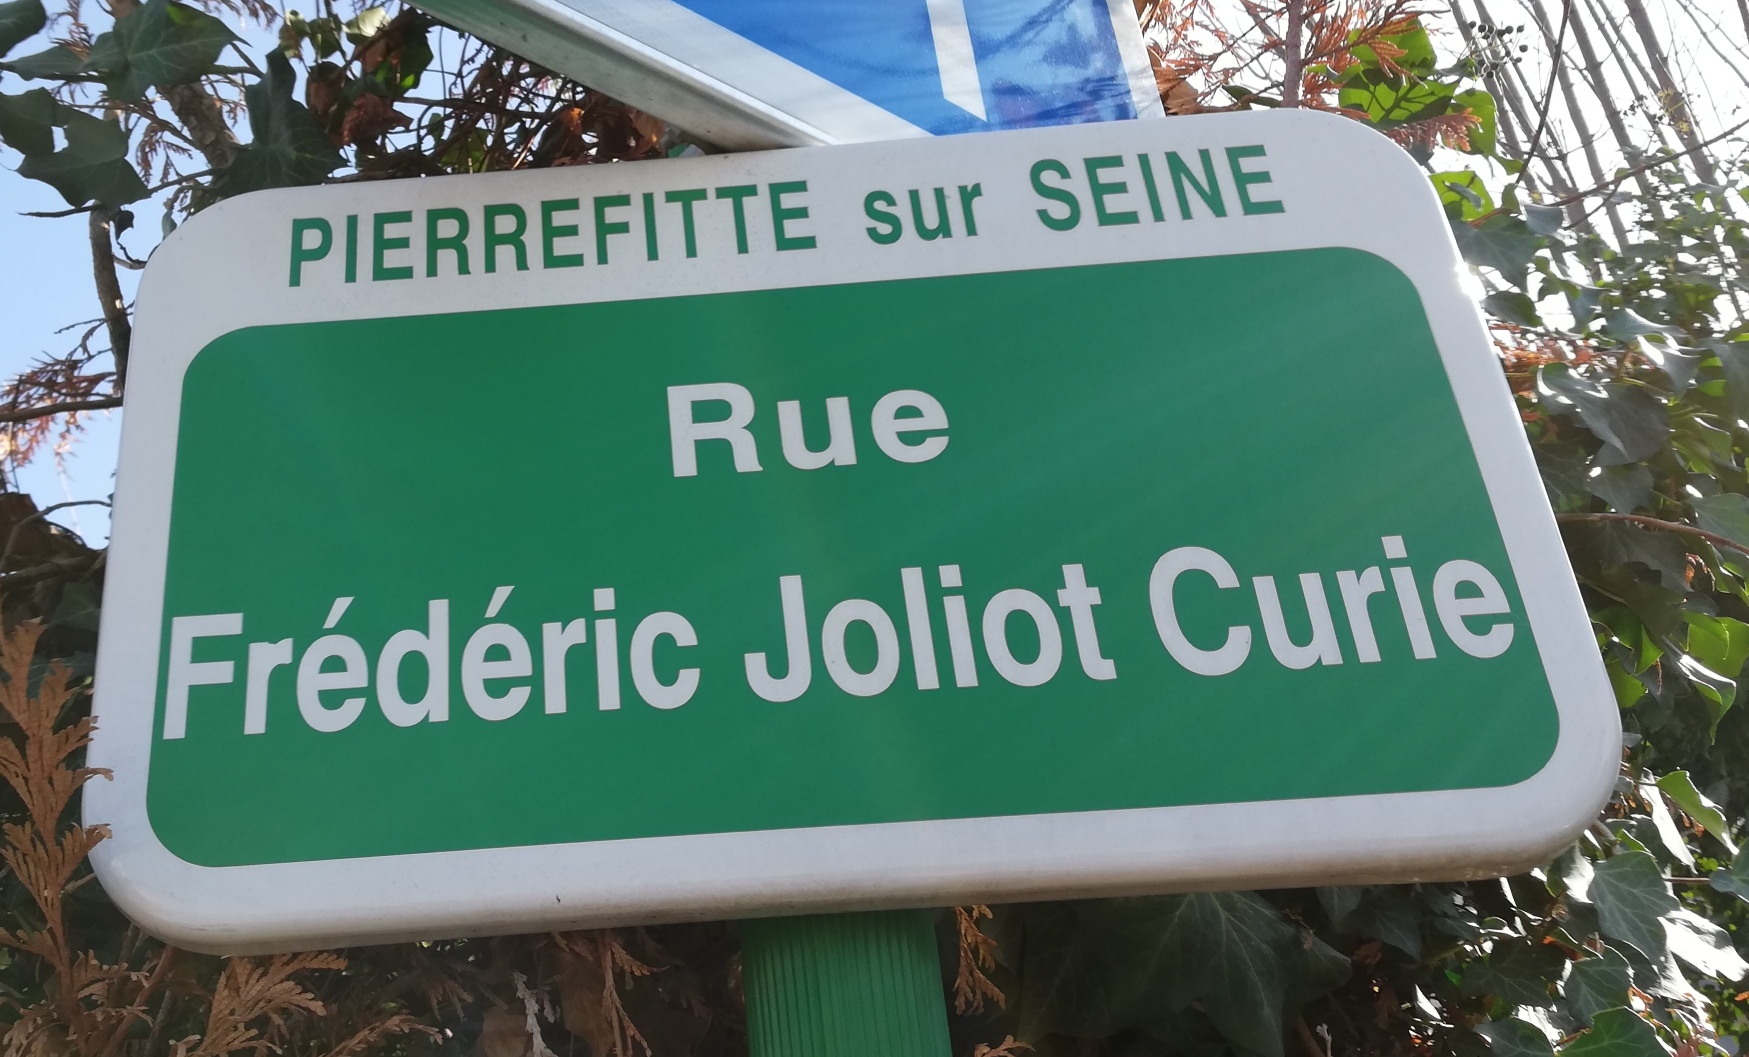 PIERREFITTE sur SEINE
Rue
Frédéric Joliot Curie